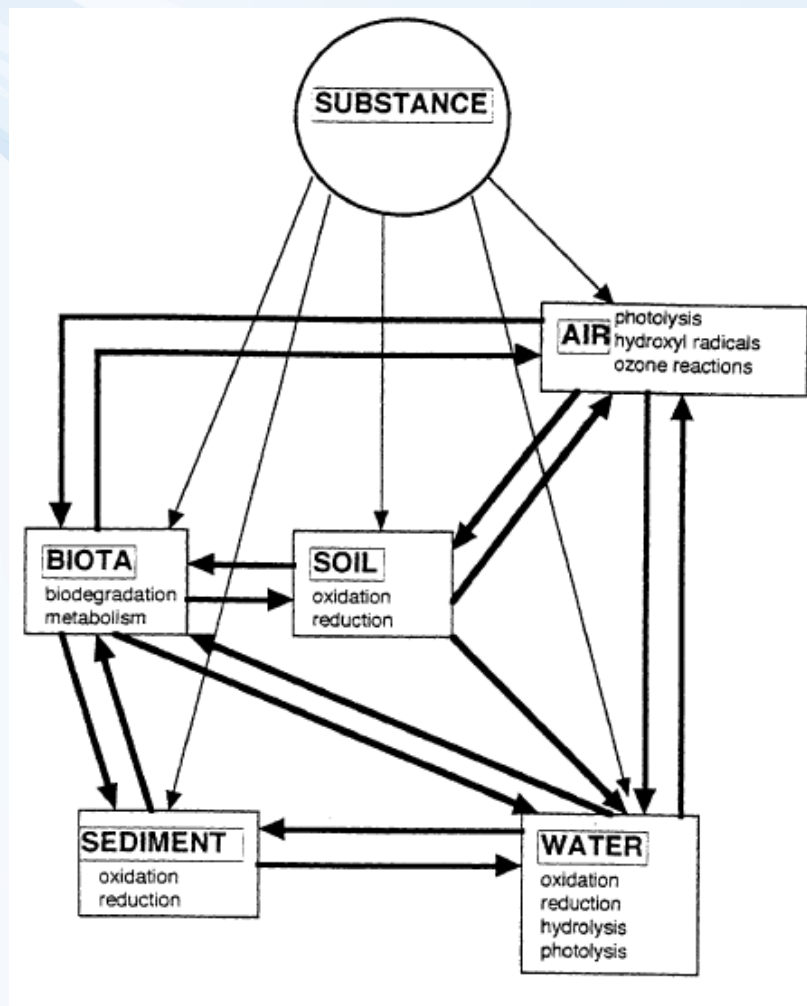 SUBSTANCE
AIR
photolysis
hydroxyl radicals
ozone reactions
BIOTA
biodegradation
metabolism
SOIL
oxidation
reduction
SEDIMENT
oxidation
reduction
WATER
oxidation
reduction
hydrolysis
photolysis